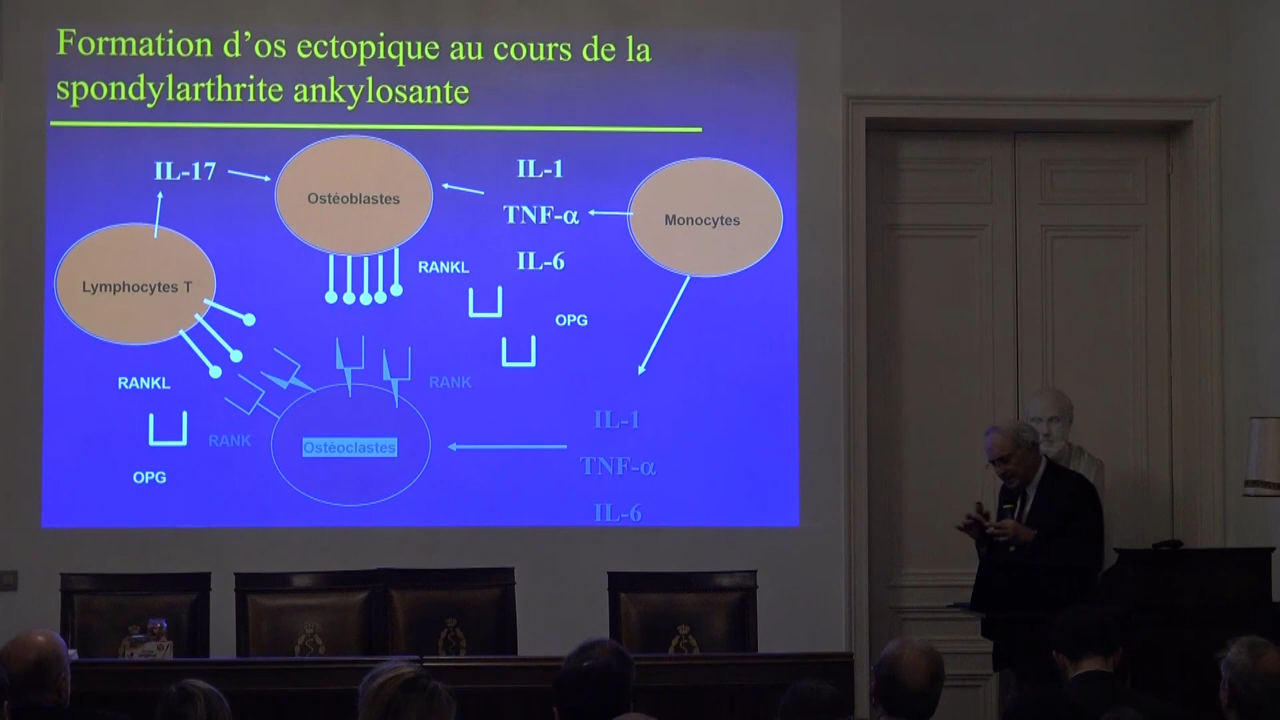 Formation d’os ectopique au cours de la
spondylarthrite ankylosante
IL-17
Ostéoblastes
IL-1
TNF-α
IL-6
Monocytes
Lymphocytes T
RANKL
OPG
RANKL
RANK
RANK
OPG
Ostéoclastes
IL-1
TNF-α
IL-6